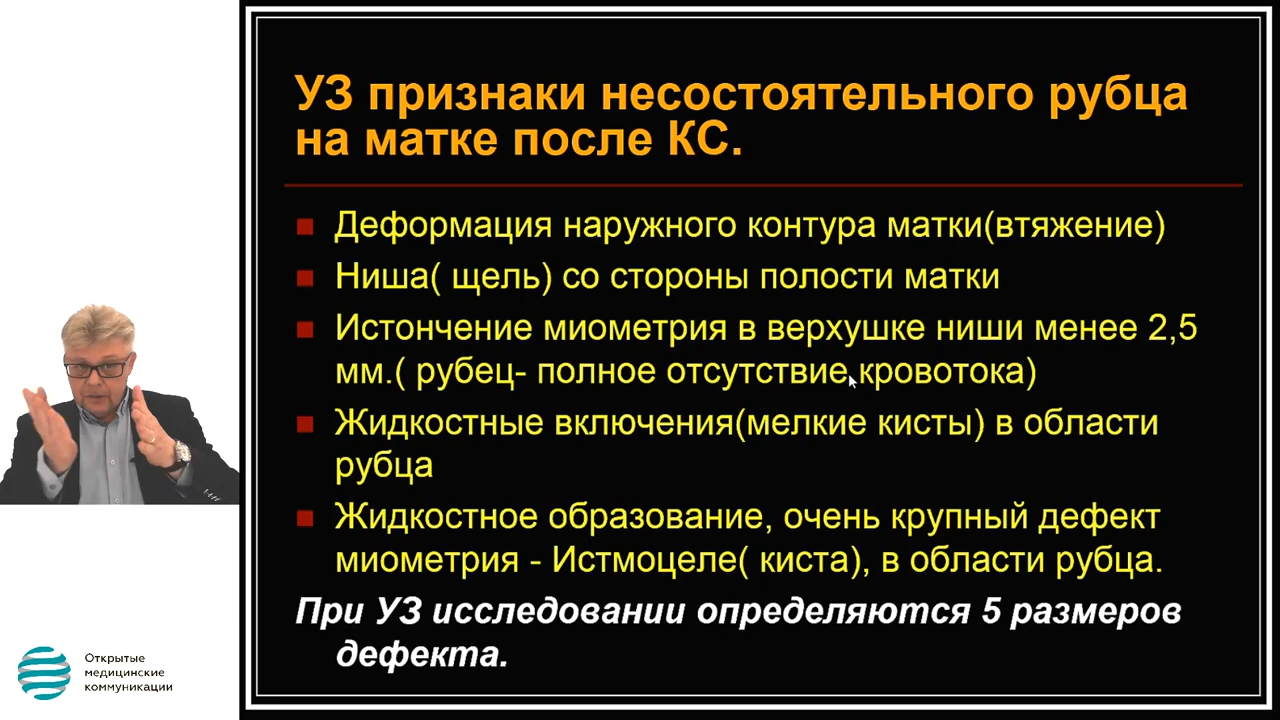 УЗ признаки несостоятельного рубца
на матке после КС.
Деформация наружного контура матки(втяжение)
Ниша( щель) со стороны полости матки
Истончение миометрия в верхушке ниши менее 2,5
мм.( рубец- полное отсутствие кровотока)
Жидкостные включения(мелкие кисты) в области
рубца
Жидкостное образование, очень крупный дефект
миометрия - Истмоцеле( киста), в области рубца.
При УЗ исследовании определяются 5 размеров
дефекта.
Открытые
медицинские
коммуникации